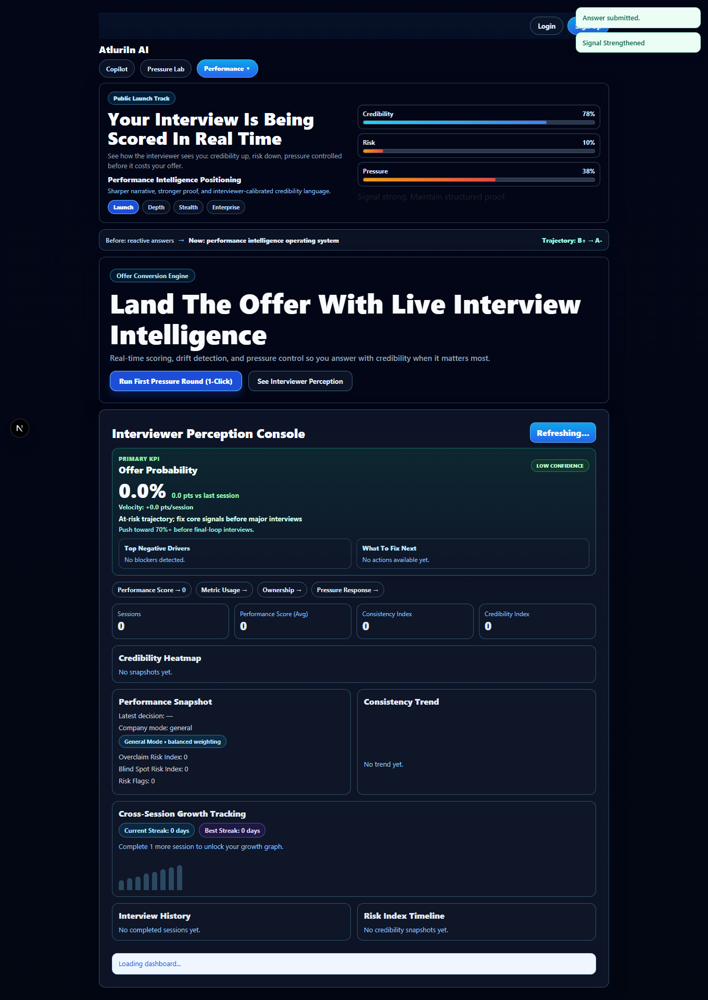 Login
Answer submitted.
Signal Strengthened
AtluriIn AI
Copilot
Pressure Lab
Performance ▾
Public Launch Track
Your Interview Is Being
Scored In Real Time
See how the interviewer sees you: credibility up, risk down, pressure controlled
before it costs your offer.
Performance Intelligence Positioning
Sharper narrative, stronger proof, and interviewer-calibrated credibility language.
Launch
Depth
Stealth
Enterprise
Credibility 78%
Risk 10%
Pressure 38%
Signal strong. Maintain structured proof.
Before: reactive answers → Now: performance intelligence operating system
Trajectory: B+ → A-
Offer Conversion Engine
Land The Offer With Live Interview
Intelligence
Real-time scoring, drift detection, and pressure control so you answer with credibility when it matters most.
Run First Pressure Round (1-Click)
See Interviewer Perception
N
Interviewer Perception Console
Refreshing...
PRIMARY KPI
Offer Probability
LOW CONFIDENCE
0.0% 0.0 pts vs last session
Velocity: +0.0 pts/session
At-risk trajectory; fix core signals before major interviews
Push toward 70%+ before final-loop interviews.
Top Negative Drivers
No blockers detected.
What To Fix Next
No actions available yet.
Performance Score → 0
Metric Usage →
Ownership →
Pressure Response →
Sessions
0
Performance Score (Avg)
0
Consistency Index
0
Credibility Index
0
Credibility Heatmap
No snapshots yet.
Performance Snapshot
Latest decision: —
Company mode: general
General Mode • balanced weighting
Overclaim Risk Index: 0
Blind Spot Risk Index: 0
Risk Flags: 0
Consistency Trend
No trend yet.
Cross-Session Growth Tracking
Current Streak: 0 days
Best Streak: 0 days
Complete 1 more session to unlock your growth graph.
Interview History
No completed sessions yet.
Risk Index Timeline
No credibility snapshots yet.
Loading dashboard...